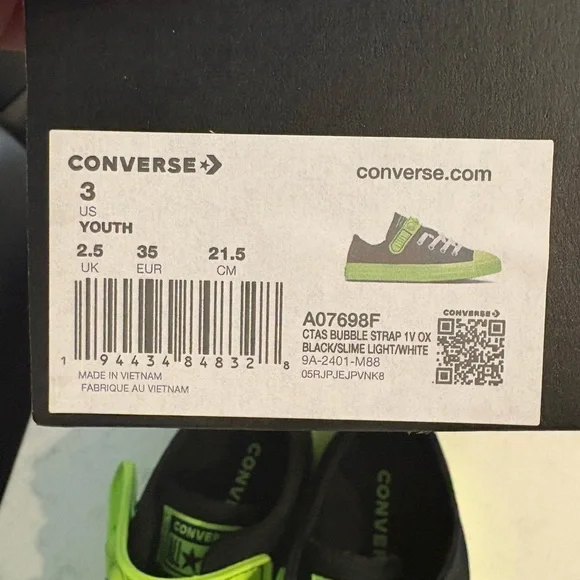 CONVERSE
converse.com
3
US
YOUTH
2.5 35 21.5
UK EUR CM
1 94434 84832 8
MADE IN VIETNAM
FABRIQUE AU VIETNAM
A07698F
CTAS BUBBLE STRAP 1V OX
BLACK/SLIME LIGHT/WHITE
9A-2401-M88
05RJPJEJPVNK8
CONVERSE
CONVERSE
CONV
CONVE